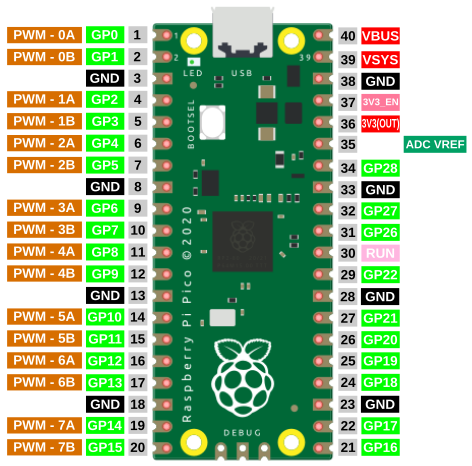 PWM - 0A GP0 1 40 VBUS
PWM - 0B GP1 2 39 VSYS
GND 3 38 GND
PWM - 1A GP2 4 37 3V3_EN
PWM - 1B GP3 5 36 3V3(OUT)
PWM - 2A GP4 6 35 ADC VREF
PWM - 2B GP5 7 34 GP28
GND 8 33 GND
PWM - 3A GP6 9 32 GP27
PWM - 3B GP7 10 31 GP26
PWM - 4A GP8 11 30 RUN
PWM - 4B GP9 12 29 GP22
GND 13 28 GND
PWM - 5A GP10 14 27 GP21
PWM - 5B GP11 15 26 GP20
PWM - 6A GP12 16 25 GP19
PWM - 6B GP13 17 24 GP18
GND 18 23 GND
PWM - 7A GP14 19 22 GP17
PWM - 7B GP15 20 21 GP16
1
2
39
LED
USB
BOOTSEL
Raspberry Pi Pico © 2020
DEBUG